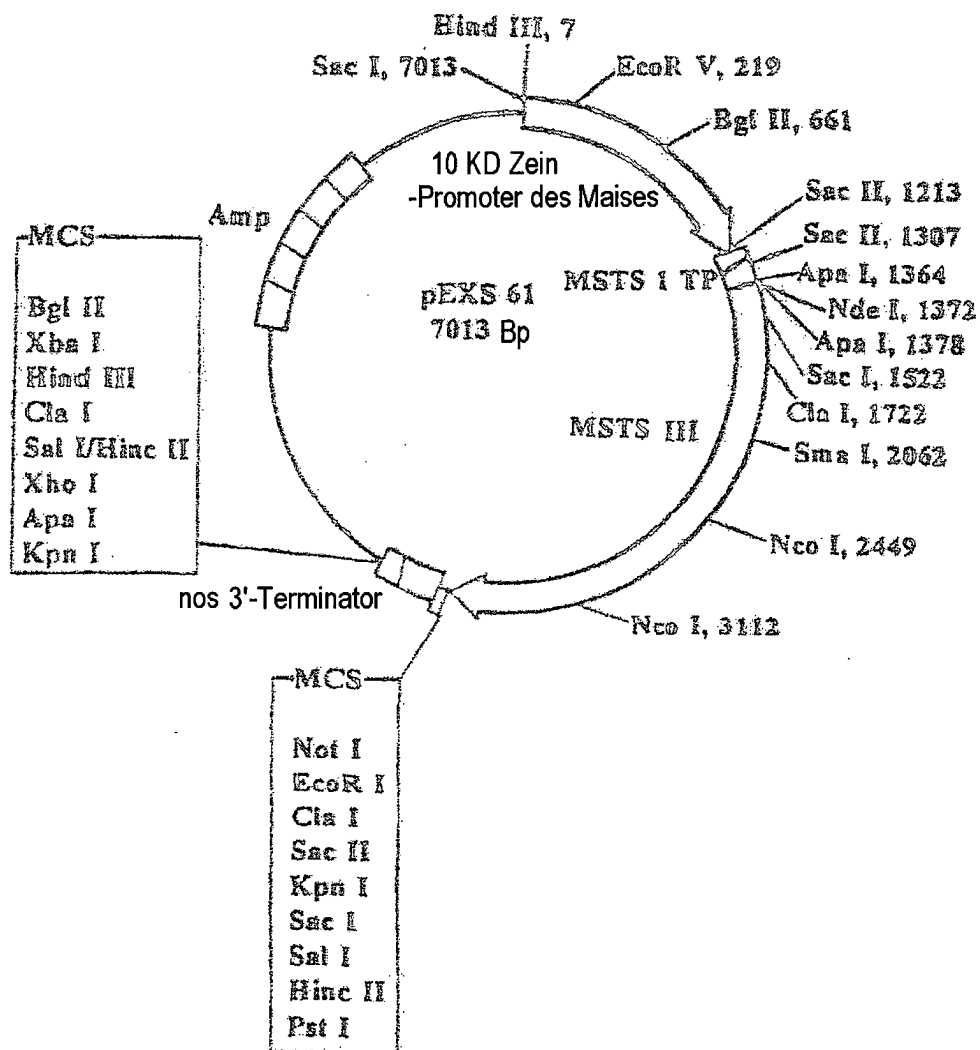 Hind III, 7
Sac I, 7013
EcoR V, 219
Bgl II, 661
10 KD Zein
-Promoter des Maises
Sac II, 1213
Sac II, 1307
Apa I, 1364
Nde I, 1372
Apa I, 1378
Sac I, 1522
Cla I, 1722
Sma I, 2062
Nco I, 2449
Nco I, 3112
Amp
MSTS I TP
pEXS 61
7013 Bp
MSTS III
MCS
Bgl II
Xba I
Hind III
Cla I
Sal I/Hinc II
Xho I
Apa I
Kpn I
nos 3'-Terminator
MCS
Not I
EcoR I
Cla I
Sac II
Kpn I
Sac I
Sal I
Hinc II
Pst I